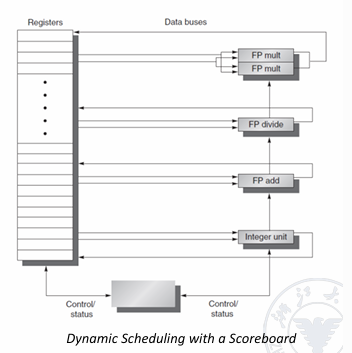 Registers
Data buses
FP mult
FP mult
FP divide
FP add
Integer unit
Control/
status
Control/
status
Dynamic Scheduling with a Scoreboard